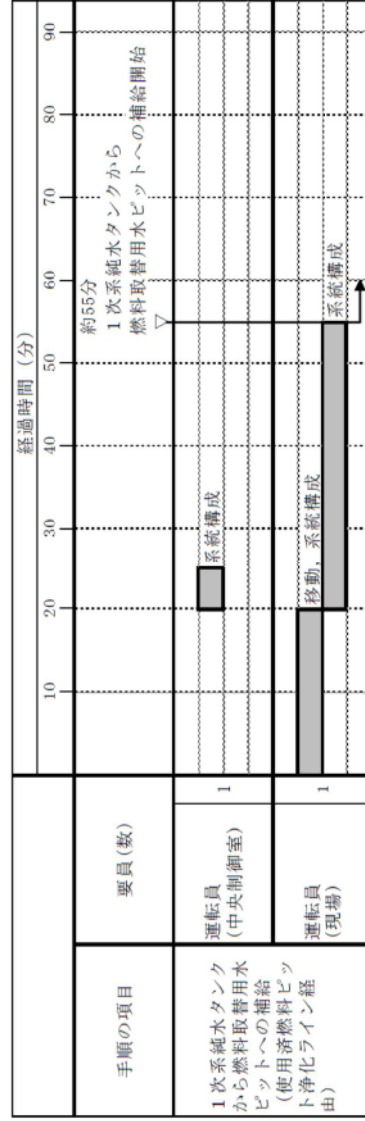 経過時間（分）
10 20 30 40 50 60 70 80 90
手順の項目
要員(数)
約55分
1次系純水タンクから
燃料取替用水ピットへの補給開始
▽
1次系純水タンク
から燃料取替用水
ピットへの補給
（使用済燃料ピッ
ト浄化ライン経
由）
運転員
(中央制御室)
1
系統構成
運転員
(現場)
1
移動，系統構成
系統構成